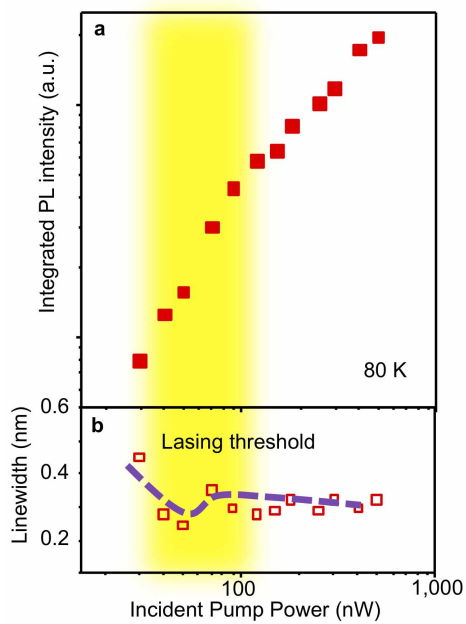 a
Integrated PL intensity (a.u.)
80 K
0.6
b
Lasing threshold
Linewidth (nm)
0.4
0.2
100
1,000
Incident Pump Power (nW)